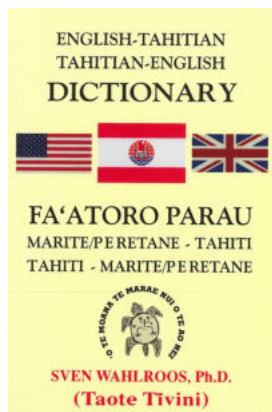 ENGLISH-TAHITIAN
TAHITIAN-ENGLISH
DICTIONARY
FA‘ATORO PARAU
MARITE/PERETANE - TAHITI
TAHITI - MARITE/PERETANE
‘O TE MOANA TE MARAE NUI O TE AO NEI
SVEN WAHLROOS, Ph.D.
(Taote Tīvini)